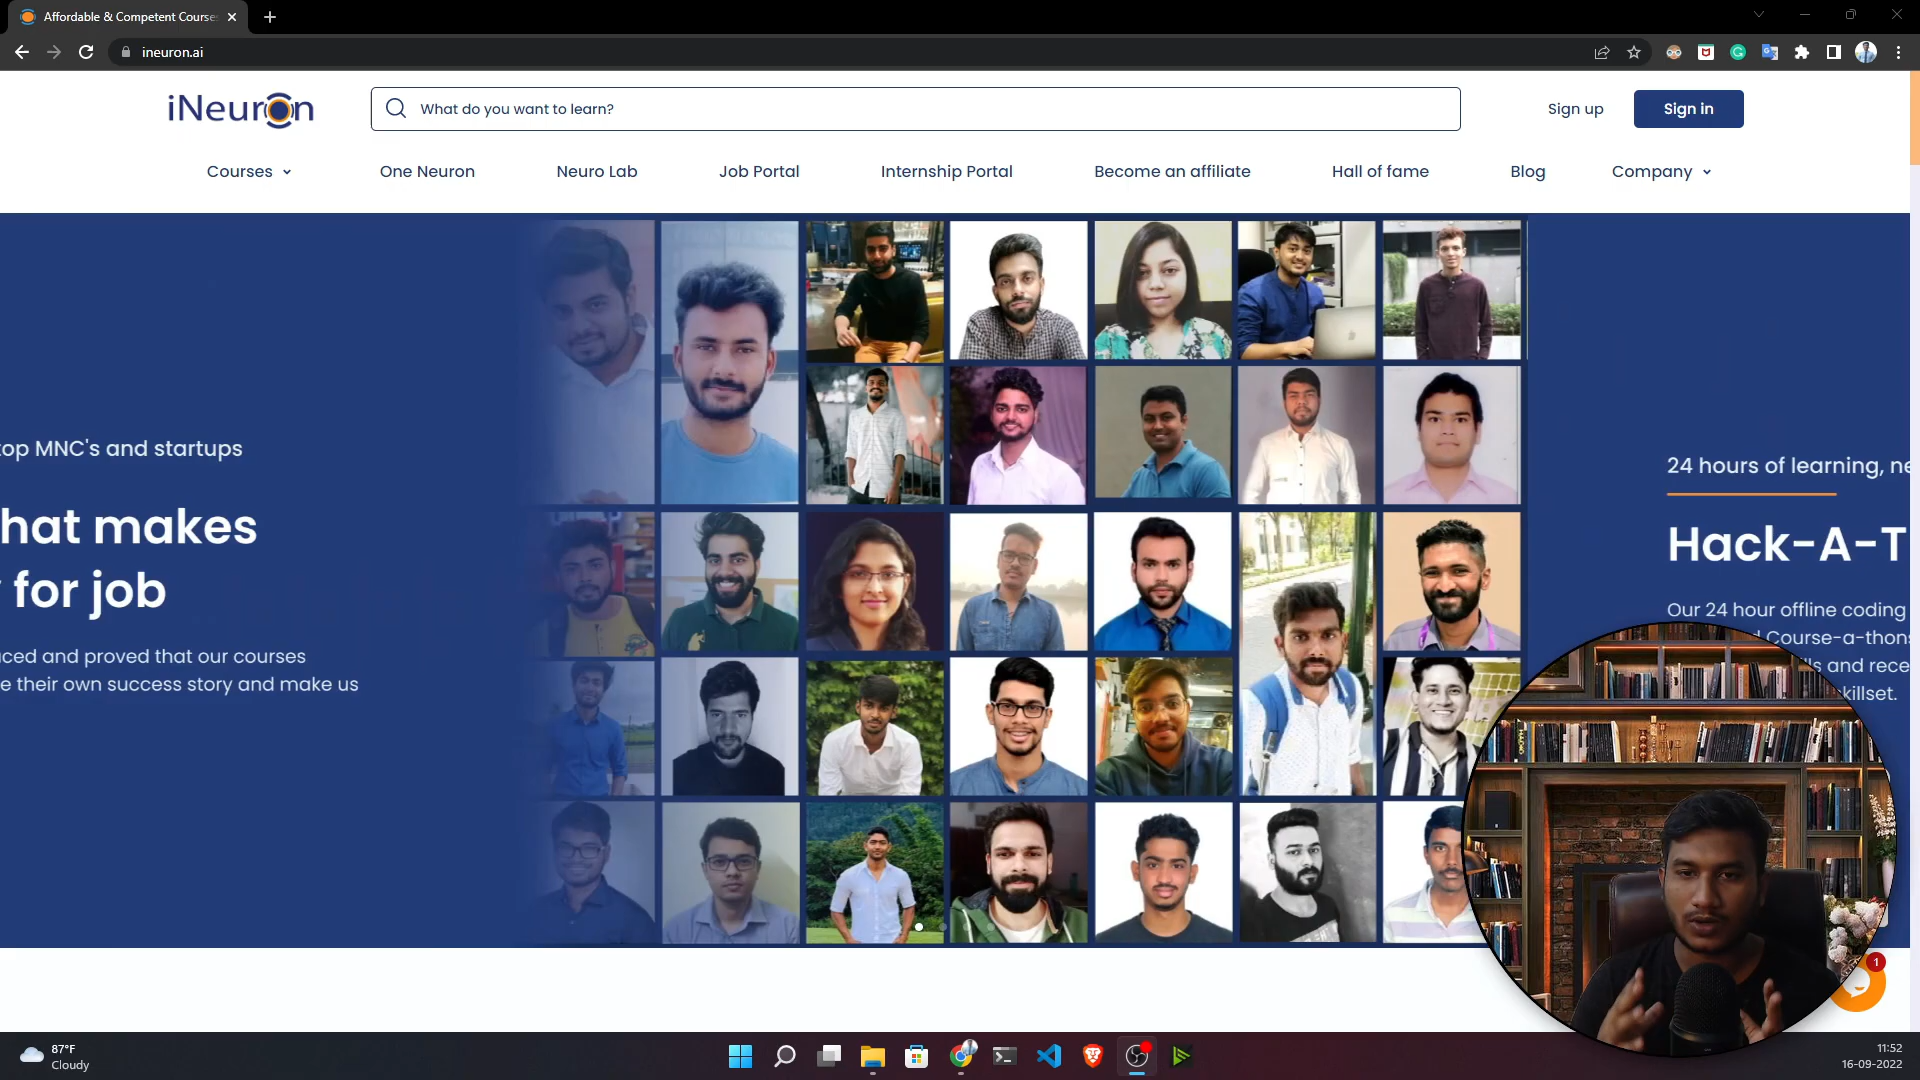 Affordable & Competent Course
ineuron.ai
iNeuron
What do you want to learn?
Sign up
Sign in
Courses
One Neuron
Neuro Lab
Job Portal
Internship Portal
Become an affiliate
Hall of fame
Blog
Company
top MNC's and startups
hat makes
for job
ced and proved that our courses
e their own success story and make us
24 hours of learning, ne
Hack-A-T
Our 24 hour offline coding
Course-a-thons
and rece
killset.
1
87°F
Cloudy
11:52
16-09-2022